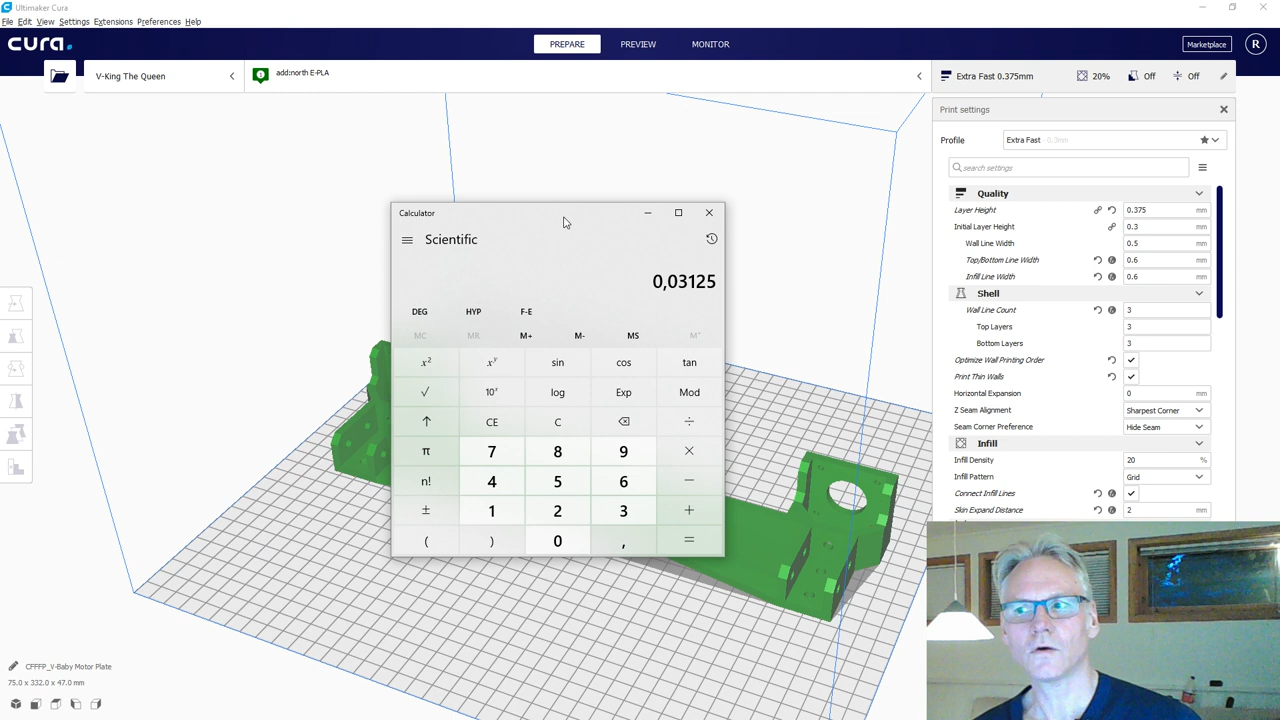 Ultimaker Cura
File Edit View Settings Extensions Preferences Help
cura.
PREPARE PREVIEW MONITOR
Marketplace R
V-King The Queen
add:north E-PLA
Extra Fast 0.375mm 20% Off Off
Print settings
Profile Extra Fast - 0.3mm
search settings
Quality
Layer Height 0.375 mm
Initial Layer Height 0.3 mm
Wall Line Width 0.5 mm
Top/Bottom Line Width 0.6 mm
Infill Line Width 0.6 mm
Shell
Wall Line Count 3
Top Layers 3
Bottom Layers 3
Optimize Wall Printing Order
Print Thin Walls
Horizontal Expansion 0 mm
Z Seam Alignment Sharpest Corner
Seam Corner Preference Hide Seam
Infill
Infill Density 20 %
Infill Pattern Grid
Connect Infill Lines
Skin Expand Distance 2 mm
Calculator
Scientific
0,03125
DEG HYP F-E
MC MR M+ M- MS M˅
x² xʸ sin cos tan
√ 10ˣ log Exp Mod
↑ CE C ⌫ ÷
π 7 8 9 ×
n! 4 5 6 −
± 1 2 3 +
( ) 0 , =
CFFFP_V-Baby Motor Plate
75.0 x 332.0 x 47.0 mm